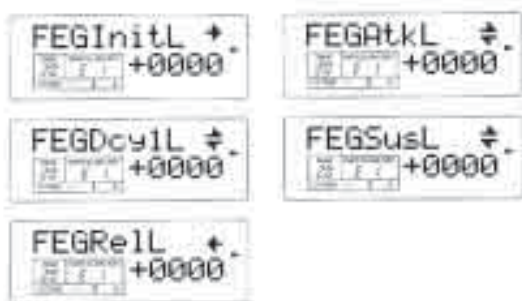 FEGInitL
+0000
FEGAtkL
+0000
FEGDcy1L
+0000
FEGSusL
+0000
FEGRelL
+0000